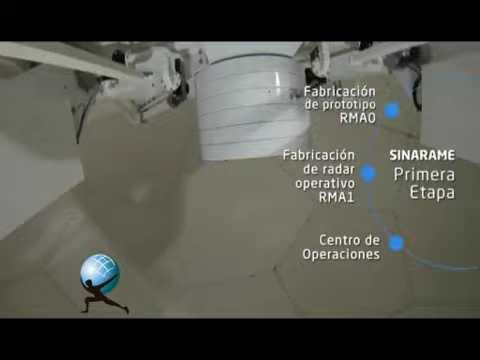 Fabricación
de prototipo
RMA0
Fabricación
de radar
operativo
RMA1
Centro de
Operaciones
SINARAME
Primera
Etapa